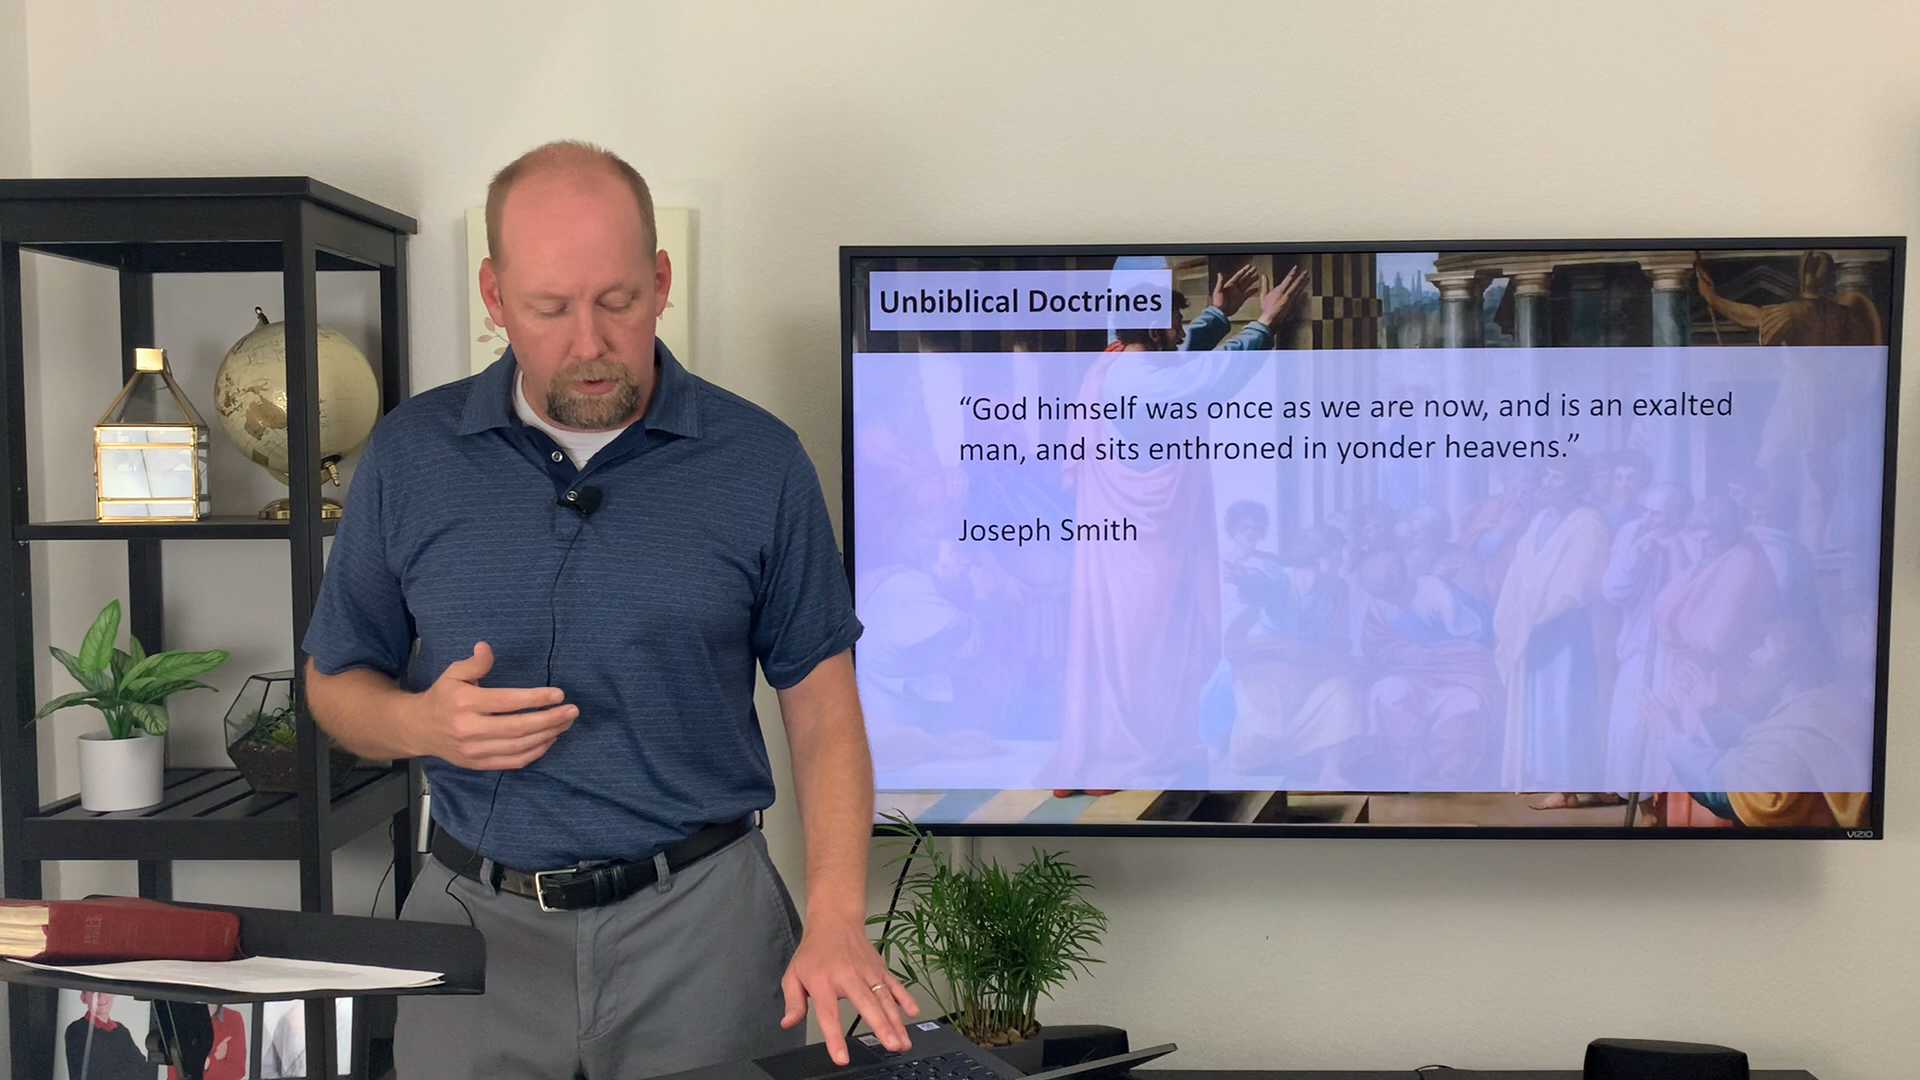 Unbiblical Doctrines
“God himself was once as we are now, and is an exalted
man, and sits enthroned in yonder heavens.”
Joseph Smith
VIZIO